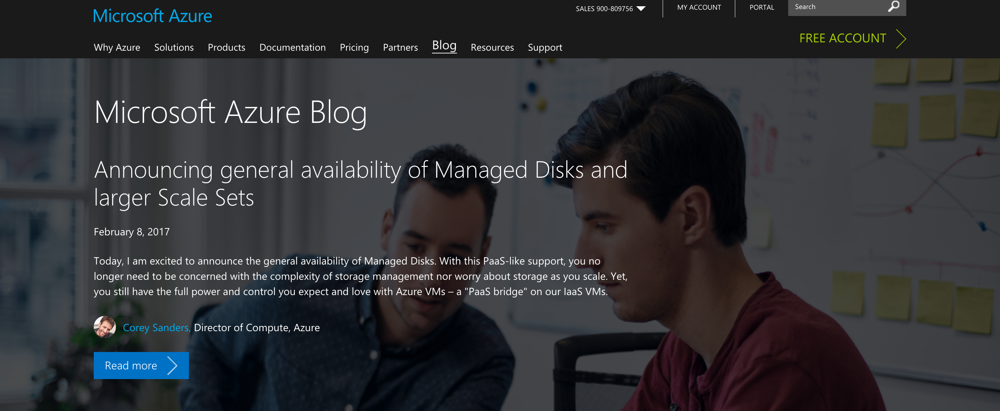 Microsoft Azure
SALES 900-809756
MY ACCOUNT
PORTAL
Search
FREE ACCOUNT
Why Azure
Solutions
Products
Documentation
Pricing
Partners
Blog
Resources
Support
Microsoft Azure Blog
Announcing general availability of Managed Disks and
larger Scale Sets
February 8, 2017
Today, I am excited to announce the general availability of Managed Disks. With this PaaS-like support, you no
longer need to be concerned with the complexity of storage management nor worry about storage as you scale. Yet,
you still have the full power and control you expect and love with Azure VMs – a "PaaS bridge" on our IaaS VMs.
Corey Sanders, Director of Compute, Azure
Read more